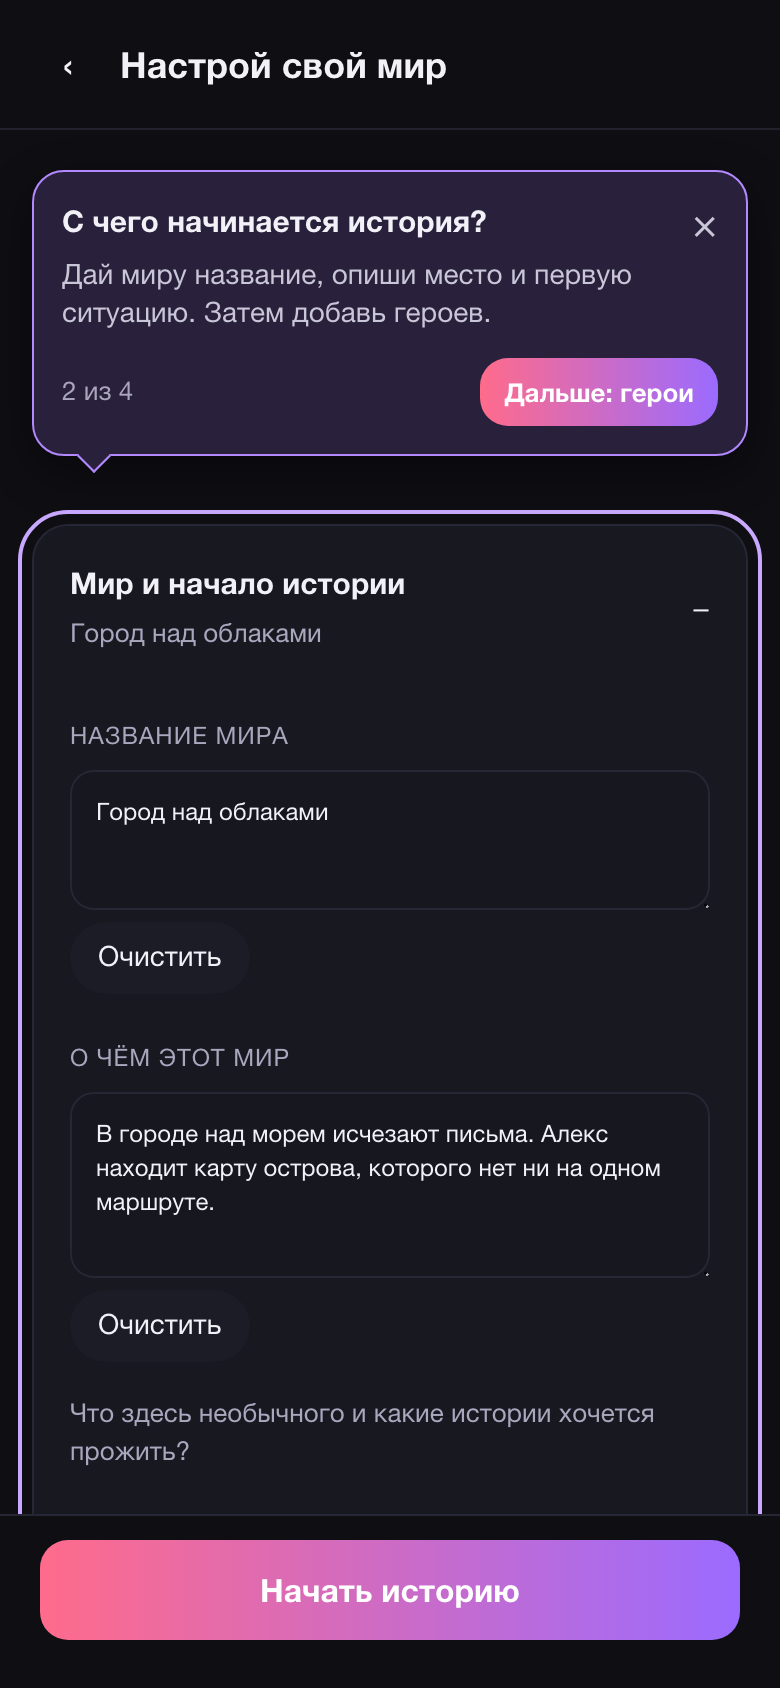 Настрой свой мир
С чего начинается история?
Дай миру название, опиши место и первую
ситуацию. Затем добавь героев.
2 из 4
Дальше: герои
Мир и начало истории
Город над облаками
НАЗВАНИЕ МИРА
Город над облаками
Очистить
О ЧЁМ ЭТОТ МИР
В городе над морем исчезают письма. Алекс
находит карту острова, которого нет ни на одном
маршруте.
Очистить
Что здесь необычного и какие истории хочется
прожить?
Начать историю